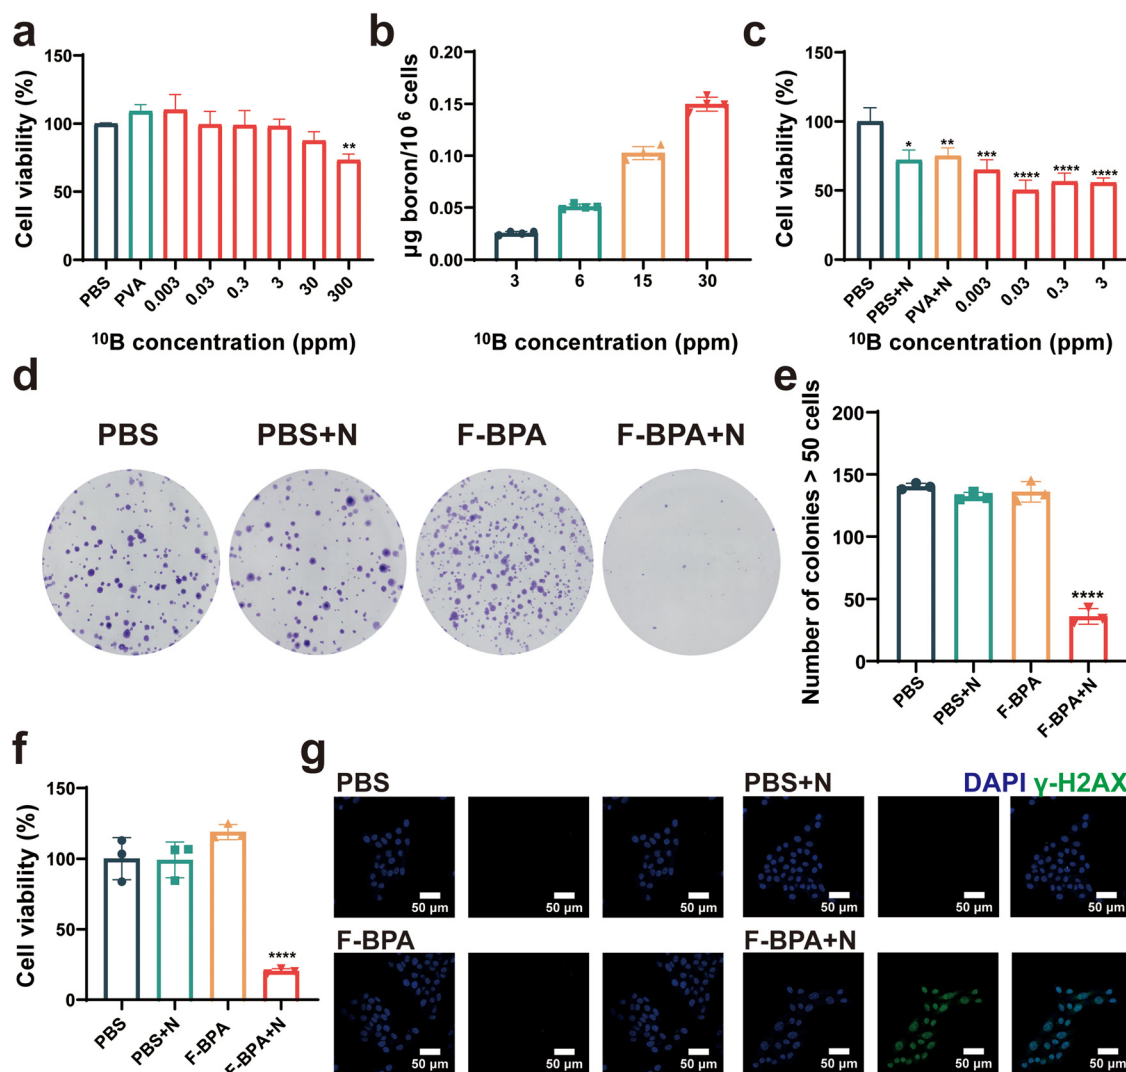 a
Cell viability (%)
150
100
50
0
PBS
PVA
0.003
0.03
0.3
3
30
300
**
¹⁰B concentration (ppm)
b
µg boron/10⁶ cells
0.20
0.15
0.10
0.05
0.00
3
6
15
30
¹⁰B concentration (ppm)
c
Cell viability (%)
150
100
50
0
*
**
***
****
****
****
PBS
PBS+N
PVA+N
0.003
0.03
0.3
3
¹⁰B concentration (ppm)
d
PBS
PBS+N
F-BPA
F-BPA+N
e
Number of colonies > 50 cells
200
150
100
50
0
****
PBS
PBS+N
F-BPA
F-BPA+N
f
Cell viability (%)
150
100
50
0
****
PBS
PBS+N
F-BPA
F-BPA+N
g
PBS
PBS+N
DAPI γ-H2AX
50 µm
50 µm
50 µm
50 µm
50 µm
50 µm
F-BPA
F-BPA+N
50 µm
50 µm
50 µm
50 µm
50 µm
50 µm